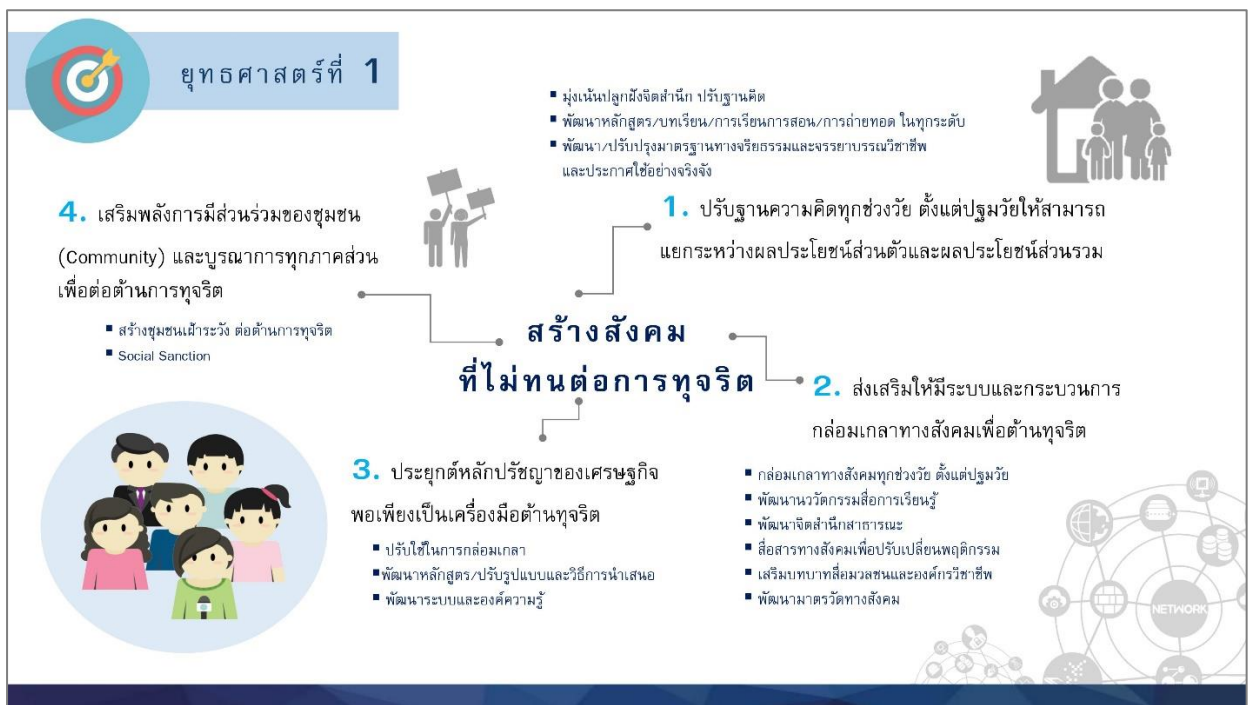 ยุทธศาสตร์ที่ 1
▪ มุ่งเน้นปลูกฝังจิตสำนึก ปรับฐานคิด
▪ พัฒนาหลักสูตร/บทเรียน/การเรียนการสอน/การถ่ายทอด ในทุกระดับ
▪ พัฒนา/ปรับปรุงมาตรฐานทางจริยธรรมและจรรยาบรรณวิชาชีพ
และประกาศใช้อย่างจริงจัง
1. ปรับฐานความคิดทุกช่วงวัย ตั้งแต่ปฐมวัยให้สามารถ
แยกระหว่างผลประโยชน์ส่วนตัวและผลประโยชน์ส่วนรวม
4. เสริมพลังการมีส่วนร่วมของชุมชน
(Community) และบูรณาการทุกภาคส่วน
เพื่อต่อต้านการทุจริต
▪ สร้างชุมชนเฝ้าระวัง ต่อต้านการทุจริต
▪ Social Sanction
สร้างสังคม
ที่ไม่ทนต่อการทุจริต
2. ส่งเสริมให้มีระบบและกระบวนการ
กล่อมเกลาทางสังคมเพื่อต้านทุจริต
▪ กล่อมเกลาทางสังคมทุกช่วงวัย ตั้งแต่ปฐมวัย
▪ พัฒนานวัตกรรมสื่อการเรียนรู้
▪ พัฒนาจิตสำนึกสาธารณะ
▪ สื่อสารทางสังคมเพื่อปรับเปลี่ยนพฤติกรรม
▪ เสริมบทบาทสื่อมวลชนและองค์กรวิชาชีพ
▪ พัฒนามาตรวัดทางสังคม
3. ประยุกต์หลักปรัชญาของเศรษฐกิจ
พอเพียงเป็นเครื่องมือต้านทุจริต
▪ ปรับใช้ในการกล่อมเกลา
▪พัฒนาหลักสูตร/ปรับรูปแบบและวิธีการนำเสนอ
▪ พัฒนาระบบและองค์ความรู้
NETWORK